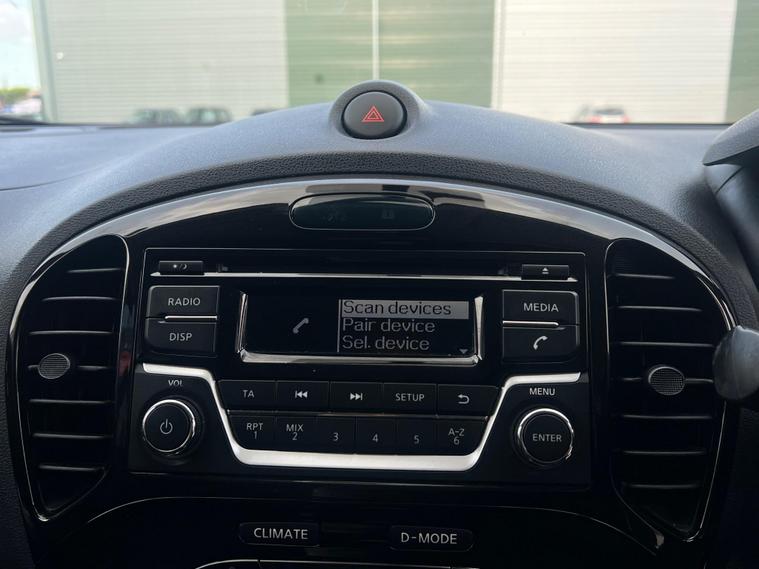 RADIO
Scan devices
MEDIA
Pair device
DISP
Sel. device
VOL
TA
SETUP
MENU
RPT
1
MIX
2
3
4
5
A-Z
6
ENTER
CLIMATE
D-MODE